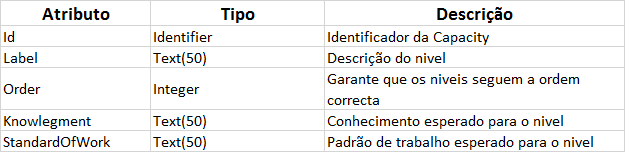 Atributo Tipo Descrição
Id Identifier Identificador da Capacity
Label Text(50) Descrição do nivel
Order Integer Garante que os niveis seguem a ordem
correcta
Knowlegment Text(50) Conhecimento esperado para o nivel
StandardOfWork Text(50) Padrão de trabalho esperado para o nivel